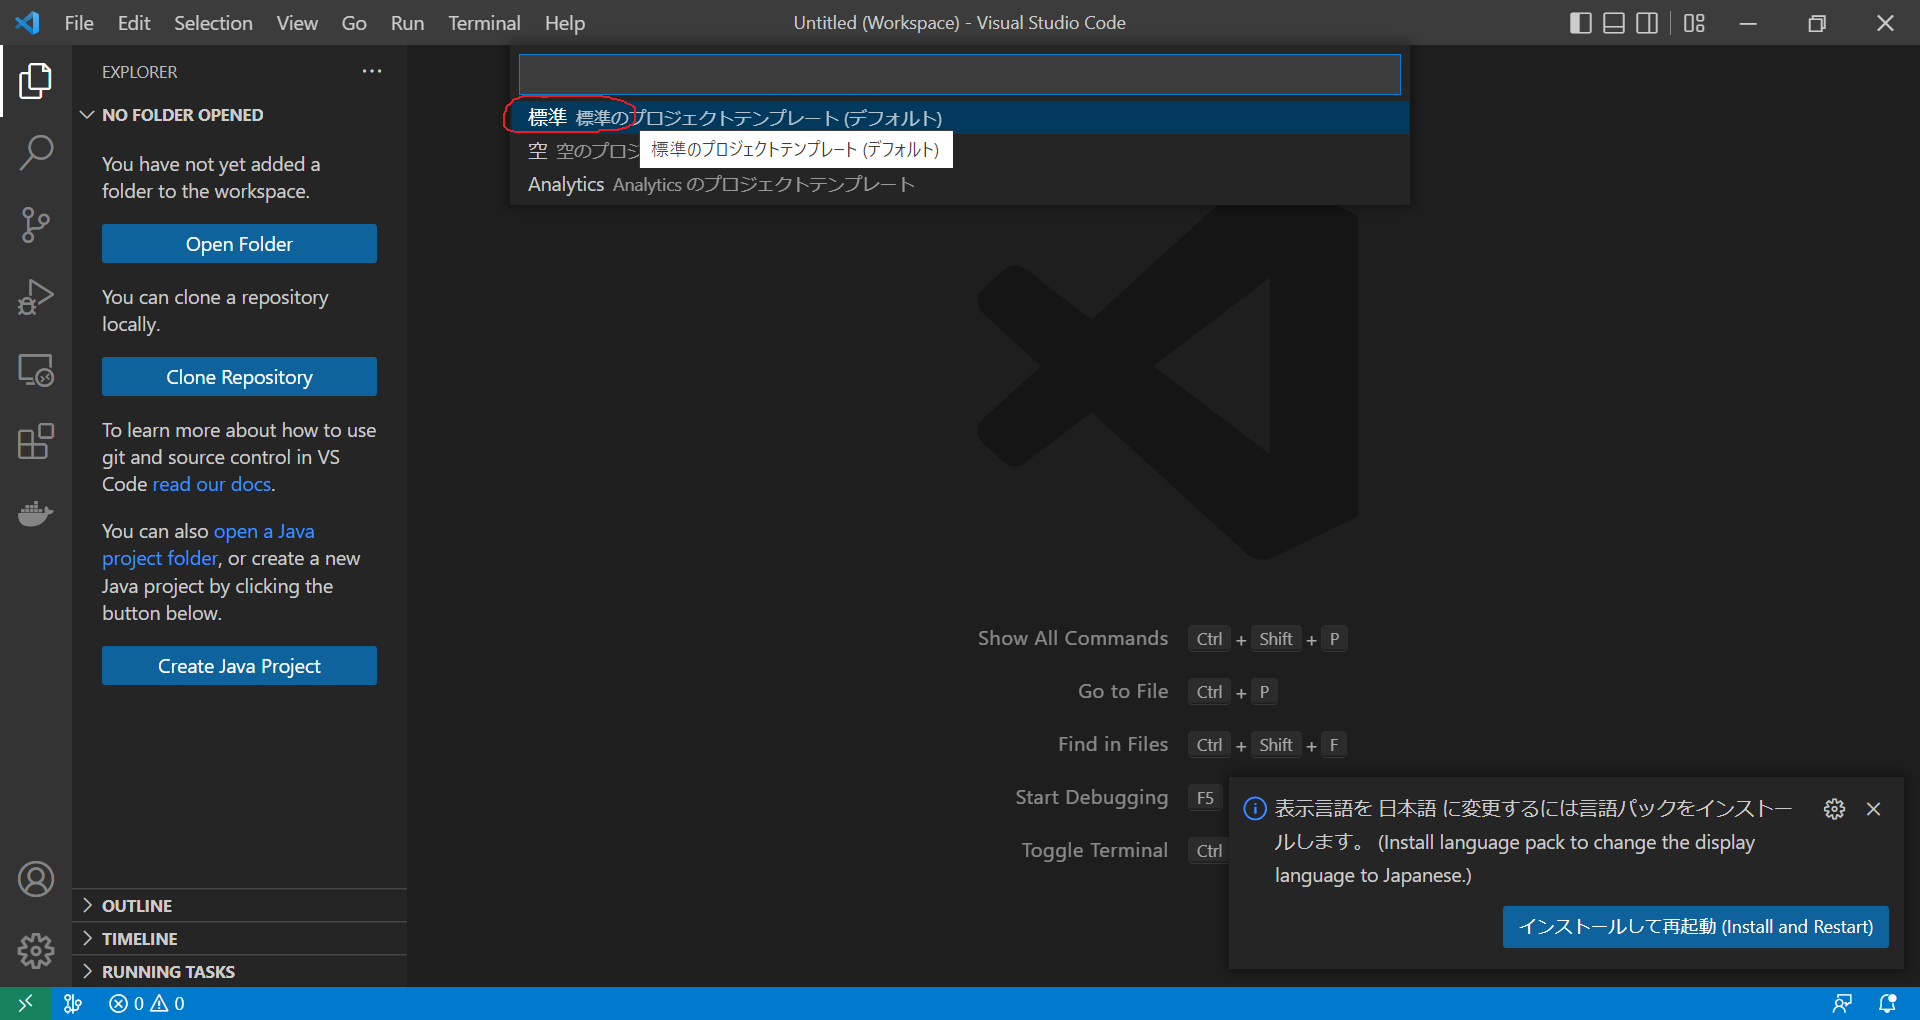 File Edit Selection View Go Run Terminal Help
Untitled (Workspace) - Visual Studio Code
EXPLORER
NO FOLDER OPENED
You have not yet added a
folder to the workspace.
Open Folder
You can clone a repository
locally.
Clone Repository
To learn more about how to use
git and source control in VS
Code read our docs.
You can also open a Java
project folder, or create a new
Java project by clicking the
button below.
Create Java Project
OUTLINE
TIMELINE
RUNNING TASKS
標準 標準のプロジェクトテンプレート (デフォルト)
空 空のプロジ
標準のプロジェクトテンプレート (デフォルト)
Analytics Analytics のプロジェクトテンプレート
Show All Commands Ctrl + Shift + P
Go to File Ctrl + P
Find in Files Ctrl + Shift + F
Start Debugging F5
Toggle Terminal Ctrl
表示言語を 日本語 に変更するには言語パックをインストー
ルします。 (Install language pack to change the display
language to Japanese.)
インストールして再起動 (Install and Restart)
0 0